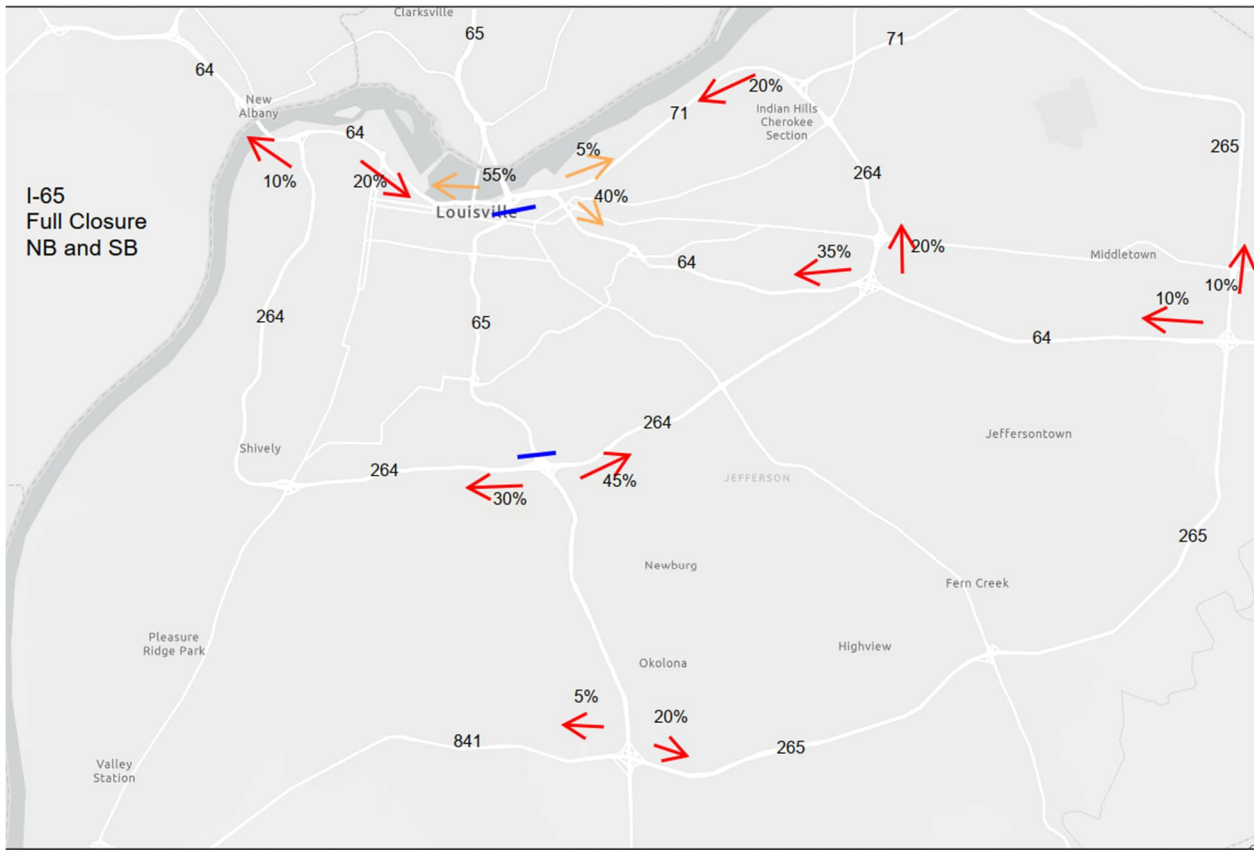 Clarksville
65
71
64
New
Albany
20%
Indian Hills
Cherokee
Section
71
64
5%
265
10%
20%
55%
264
I-65
Full Closure
NB and SB
40%
Louisville
35%
20%
Middletown
64
10%
10%
264
65
64
264
Jeffersontown
Shively
264
45%
JEFFERSON
30%
265
Newburg
Fern Creek
Pleasure
Ridge Park
Highview
Okolona
5%
20%
841
265
Valley
Station